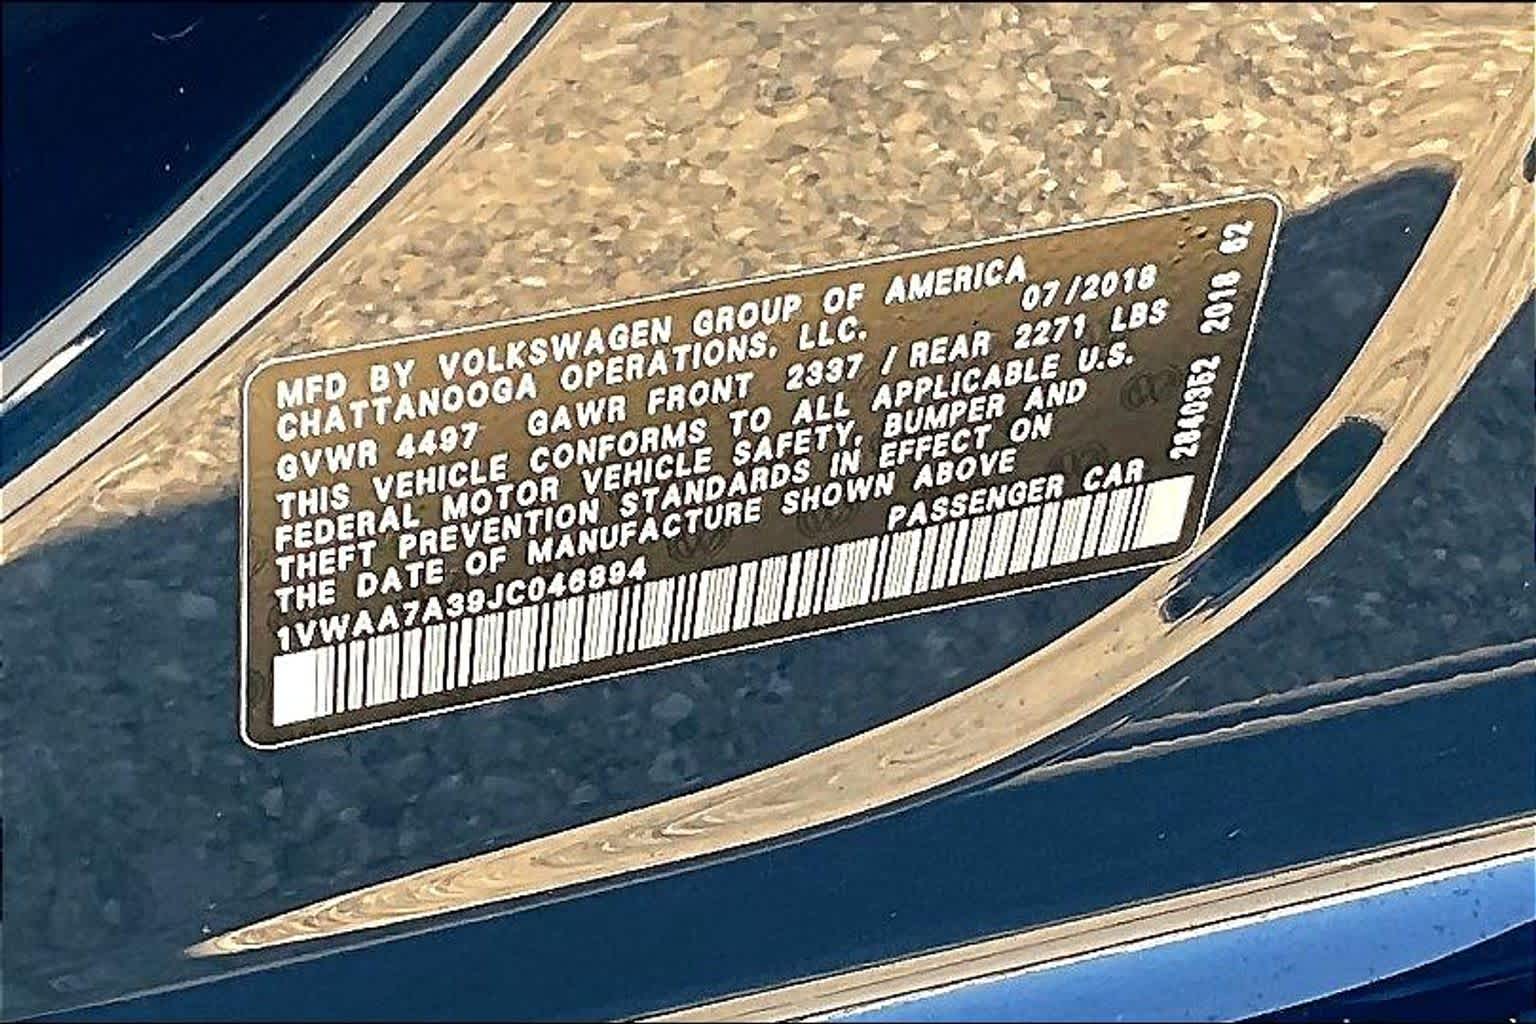 MFD BY VOLKSWAGEN GROUP OF AMERICA
CHATTANOOGA OPERATIONS, LLC. 07/2018
GVWR 4497 GAWR FRONT 2337 / REAR 2271 LBS
THIS VEHICLE CONFORMS TO ALL APPLICABLE U.S.
FEDERAL MOTOR VEHICLE SAFETY, BUMPER AND
THEFT PREVENTION STANDARDS IN EFFECT ON
THE DATE OF MANUFACTURE SHOWN ABOVE
1VWAA7A39JC046894 PASSENGER CAR
2840362 2018 62